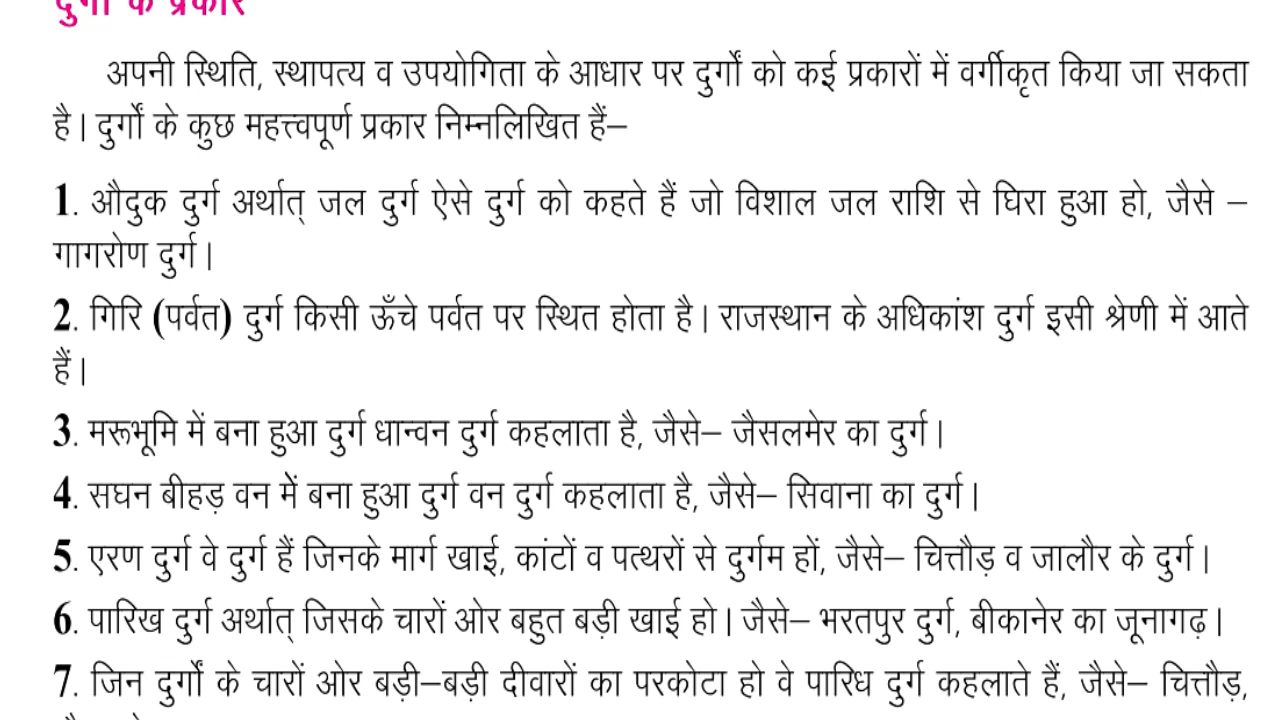 दुर्गों के प्रकार
अपनी स्थिति, स्थापत्य व उपयोगिता के आधार पर दुर्गों को कई प्रकारों में वर्गीकृत किया जा सकता
है। दुर्गों के कुछ महत्त्वपूर्ण प्रकार निम्नलिखित हैं–
1. औदुक दुर्ग अर्थात् जल दुर्ग ऐसे दुर्ग को कहते हैं जो विशाल जल राशि से घिरा हुआ हो, जैसे –
गागरोण दुर्ग।
2. गिरि (पर्वत) दुर्ग किसी ऊँचे पर्वत पर स्थित होता है। राजस्थान के अधिकांश दुर्ग इसी श्रेणी में आते
हैं।
3. मरूभूमि में बना हुआ दुर्ग धान्वन दुर्ग कहलाता है, जैसे– जैसलमेर का दुर्ग।
4. सघन बीहड़ वन में बना हुआ दुर्ग वन दुर्ग कहलाता है, जैसे– सिवाना का दुर्ग।
5. एरण दुर्ग वे दुर्ग हैं जिनके मार्ग खाई, कांटों व पत्थरों से दुर्गम हों, जैसे– चित्तौड़ व जालौर के दुर्ग।
6. पारिख दुर्ग अर्थात् जिसके चारों ओर बहुत बड़ी खाई हो। जैसे– भरतपुर दुर्ग, बीकानेर का जूनागढ़।
7. जिन दुर्गों के चारों ओर बड़ी–बड़ी दीवारों का परकोटा हो वे पारिध दुर्ग कहलाते हैं, जैसे– चित्तौड़,